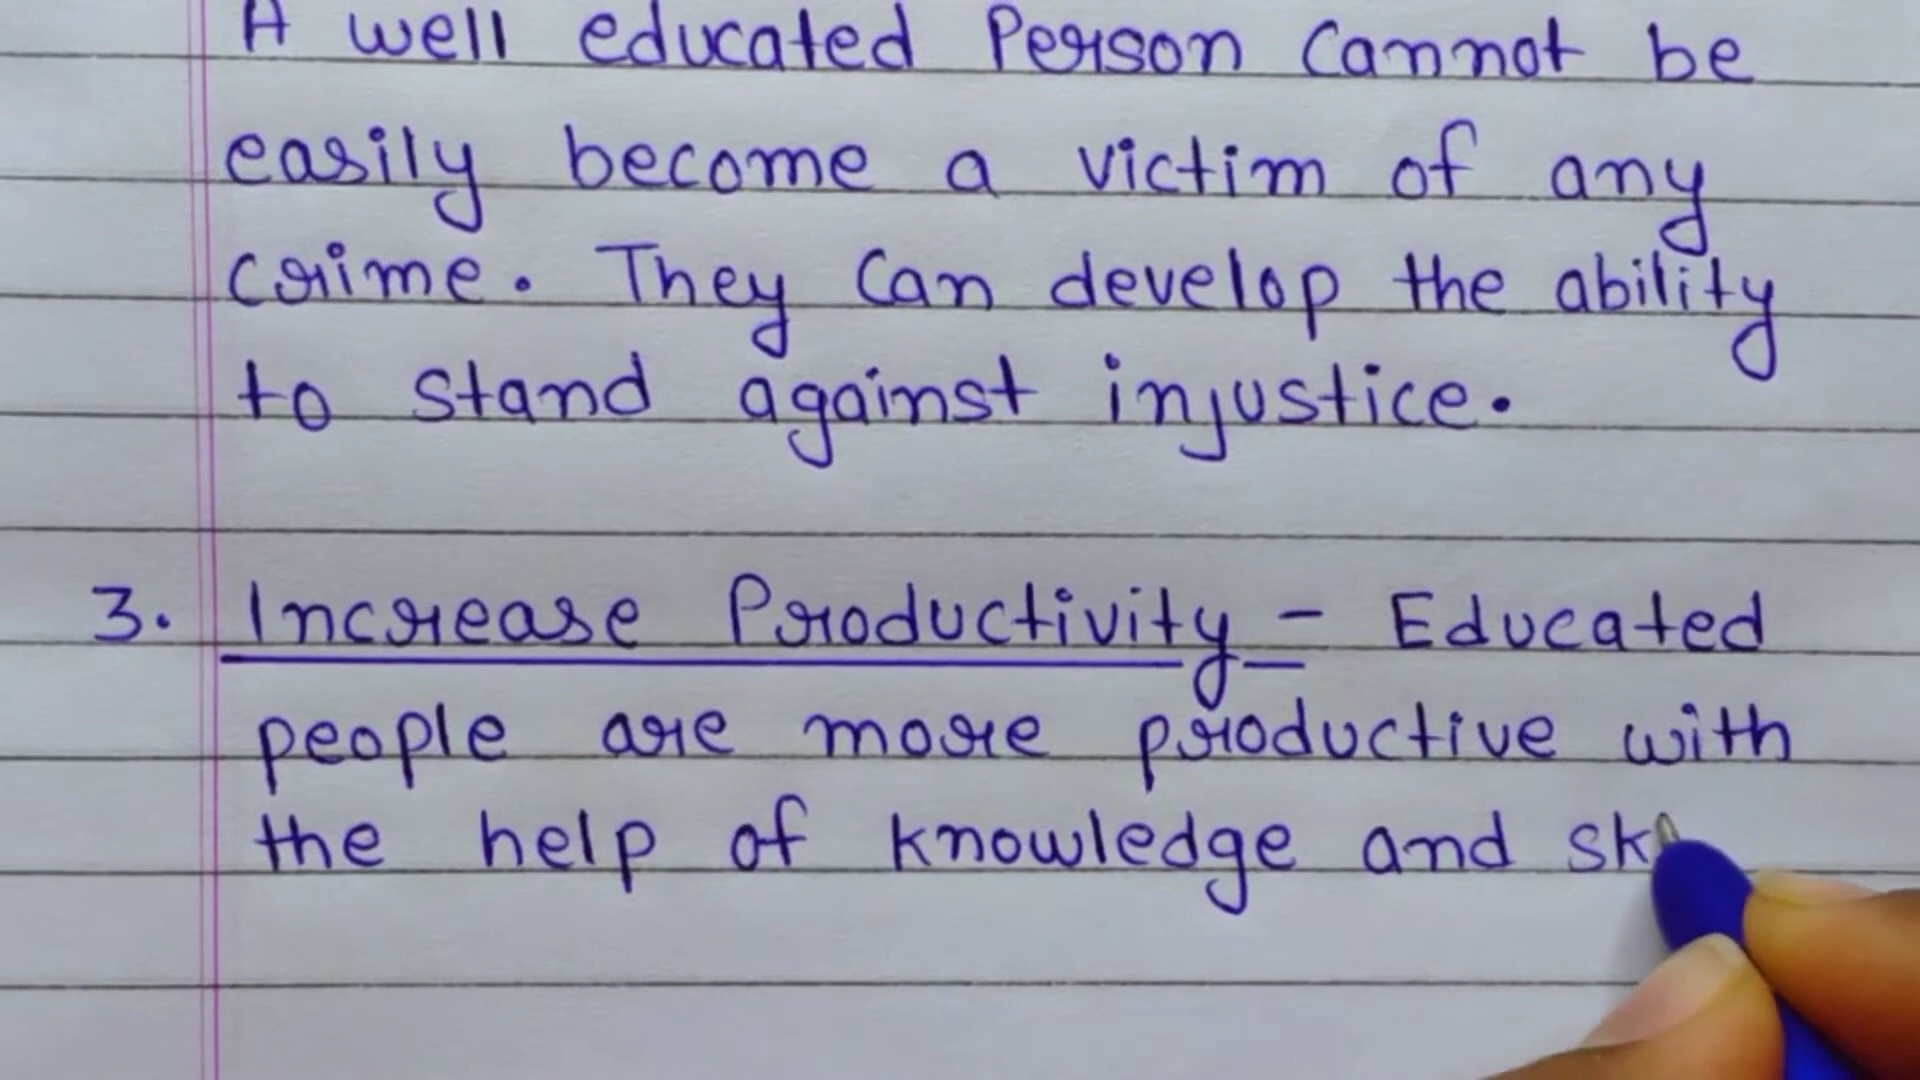 A well educated Person Cannot be
easily become a victim of any
crime. They Can develop the ability
to stand against injustice.
3. Increase Productivity - Educated
people are more productive with
the help of knowledge and sk